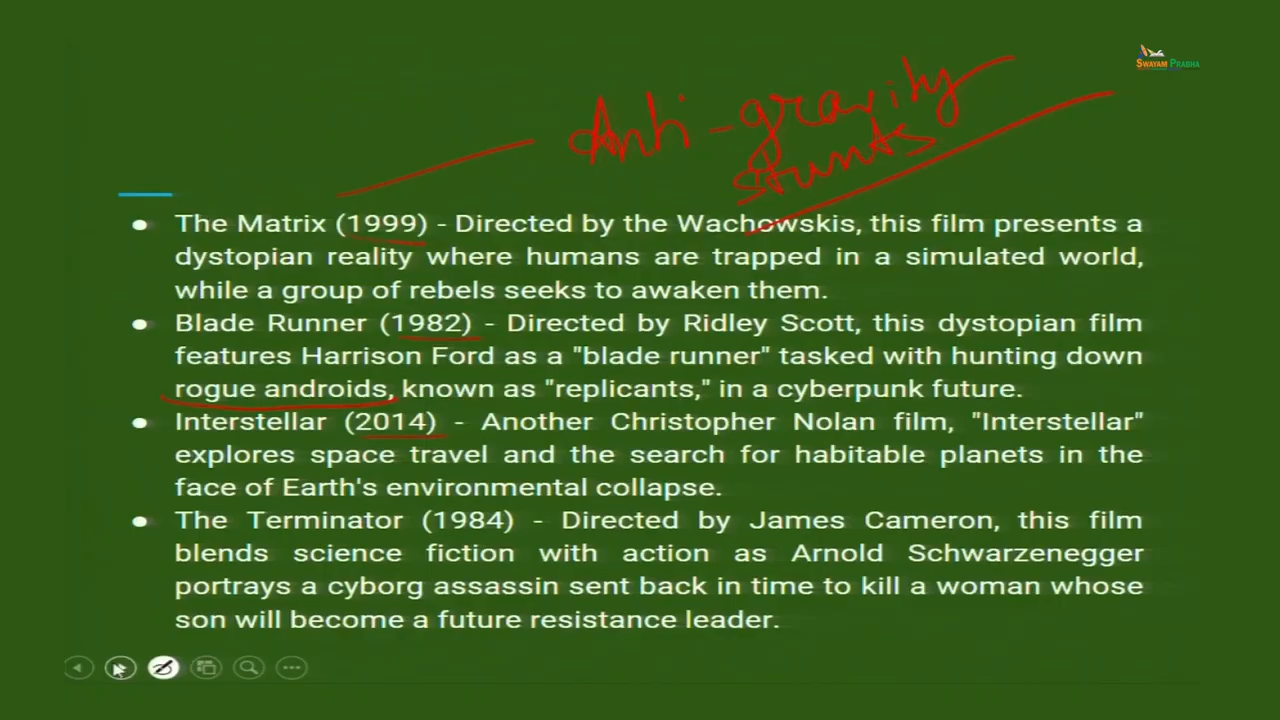 SWAYAM PRABHA
Anti-gravity
stunts
● The Matrix (1999) - Directed by the Wachowskis, this film presents a
dystopian reality where humans are trapped in a simulated world,
while a group of rebels seeks to awaken them.
● Blade Runner (1982) - Directed by Ridley Scott, this dystopian film
features Harrison Ford as a "blade runner" tasked with hunting down
rogue androids, known as "replicants," in a cyberpunk future.
● Interstellar (2014) - Another Christopher Nolan film, "Interstellar"
explores space travel and the search for habitable planets in the
face of Earth's environmental collapse.
● The Terminator (1984) - Directed by James Cameron, this film
blends science fiction with action as Arnold Schwarzenegger
portrays a cyborg assassin sent back in time to kill a woman whose
son will become a future resistance leader.